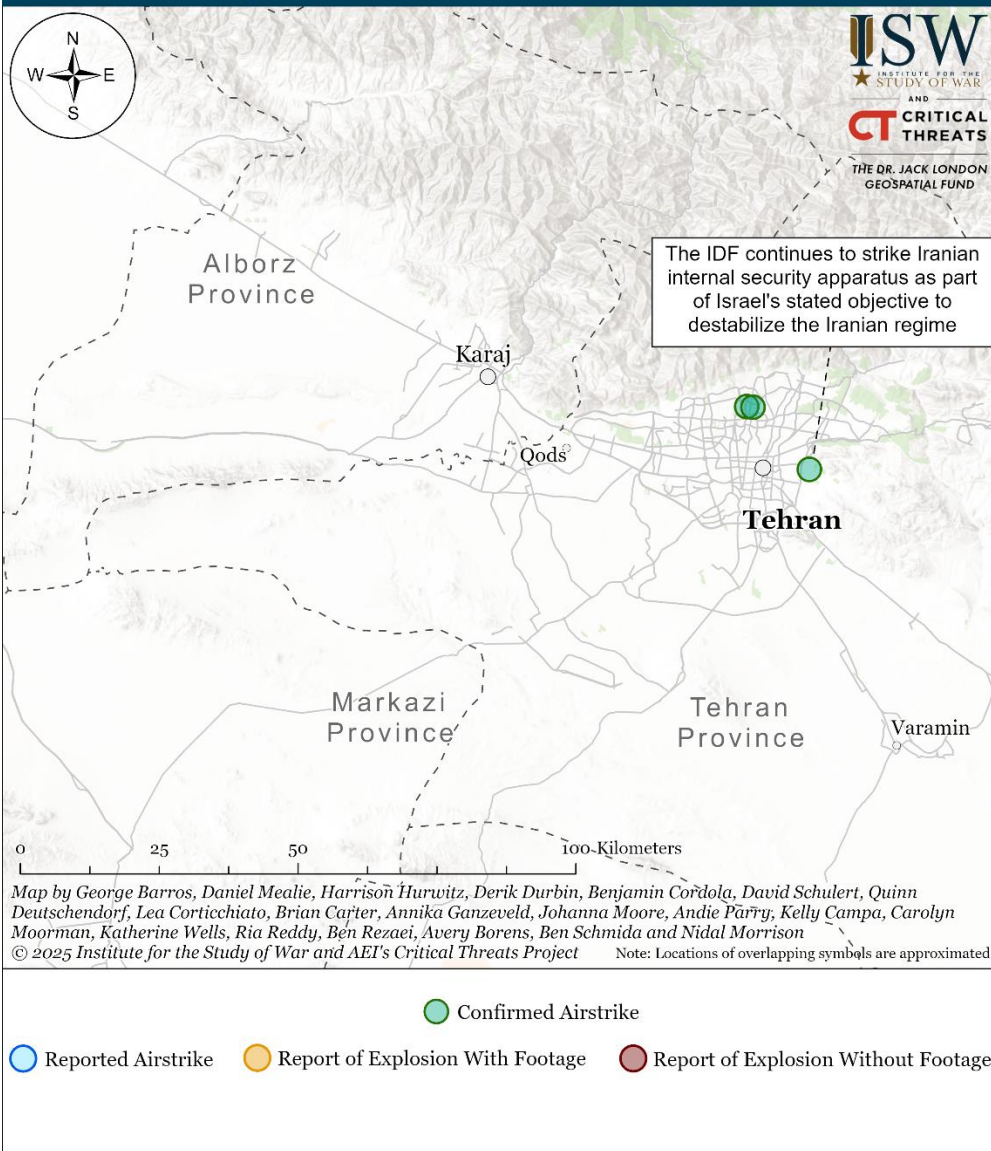 N
W E
S
ISW
INSTITUTE FOR THE
STUDY OF WAR
AND
CT CRITICAL
THREATS
THE DR. JACK LONDON
GEOSPATIAL FUND
The IDF continues to strike Iranian
internal security apparatus as part
of Israel's stated objective to
destabilize the Iranian regime
Alborz
Province
Karaj
Qods
Tehran
Markazi
Province
Tehran
Province
Varamin
0 25 50 100 Kilometers
Map by George Barros, Daniel Mealie, Harrison Hurwitz, Derik Durbin, Benjamin Cordola, David Schulert, Quinn
Deutschendorf, Lea Corticchiato, Brian Carter, Annika Ganzeveld, Johanna Moore, Andie Parry, Kelly Campa, Carolyn
Moorman, Katherine Wells, Ria Reddy, Ben Rezaei, Avery Borens, Ben Schmida and Nidal Morrison
© 2025 Institute for the Study of War and AEI's Critical Threats Project Note: Locations of overlapping symbols are approximated
Confirmed Airstrike
Reported Airstrike Report of Explosion With Footage Report of Explosion Without Footage